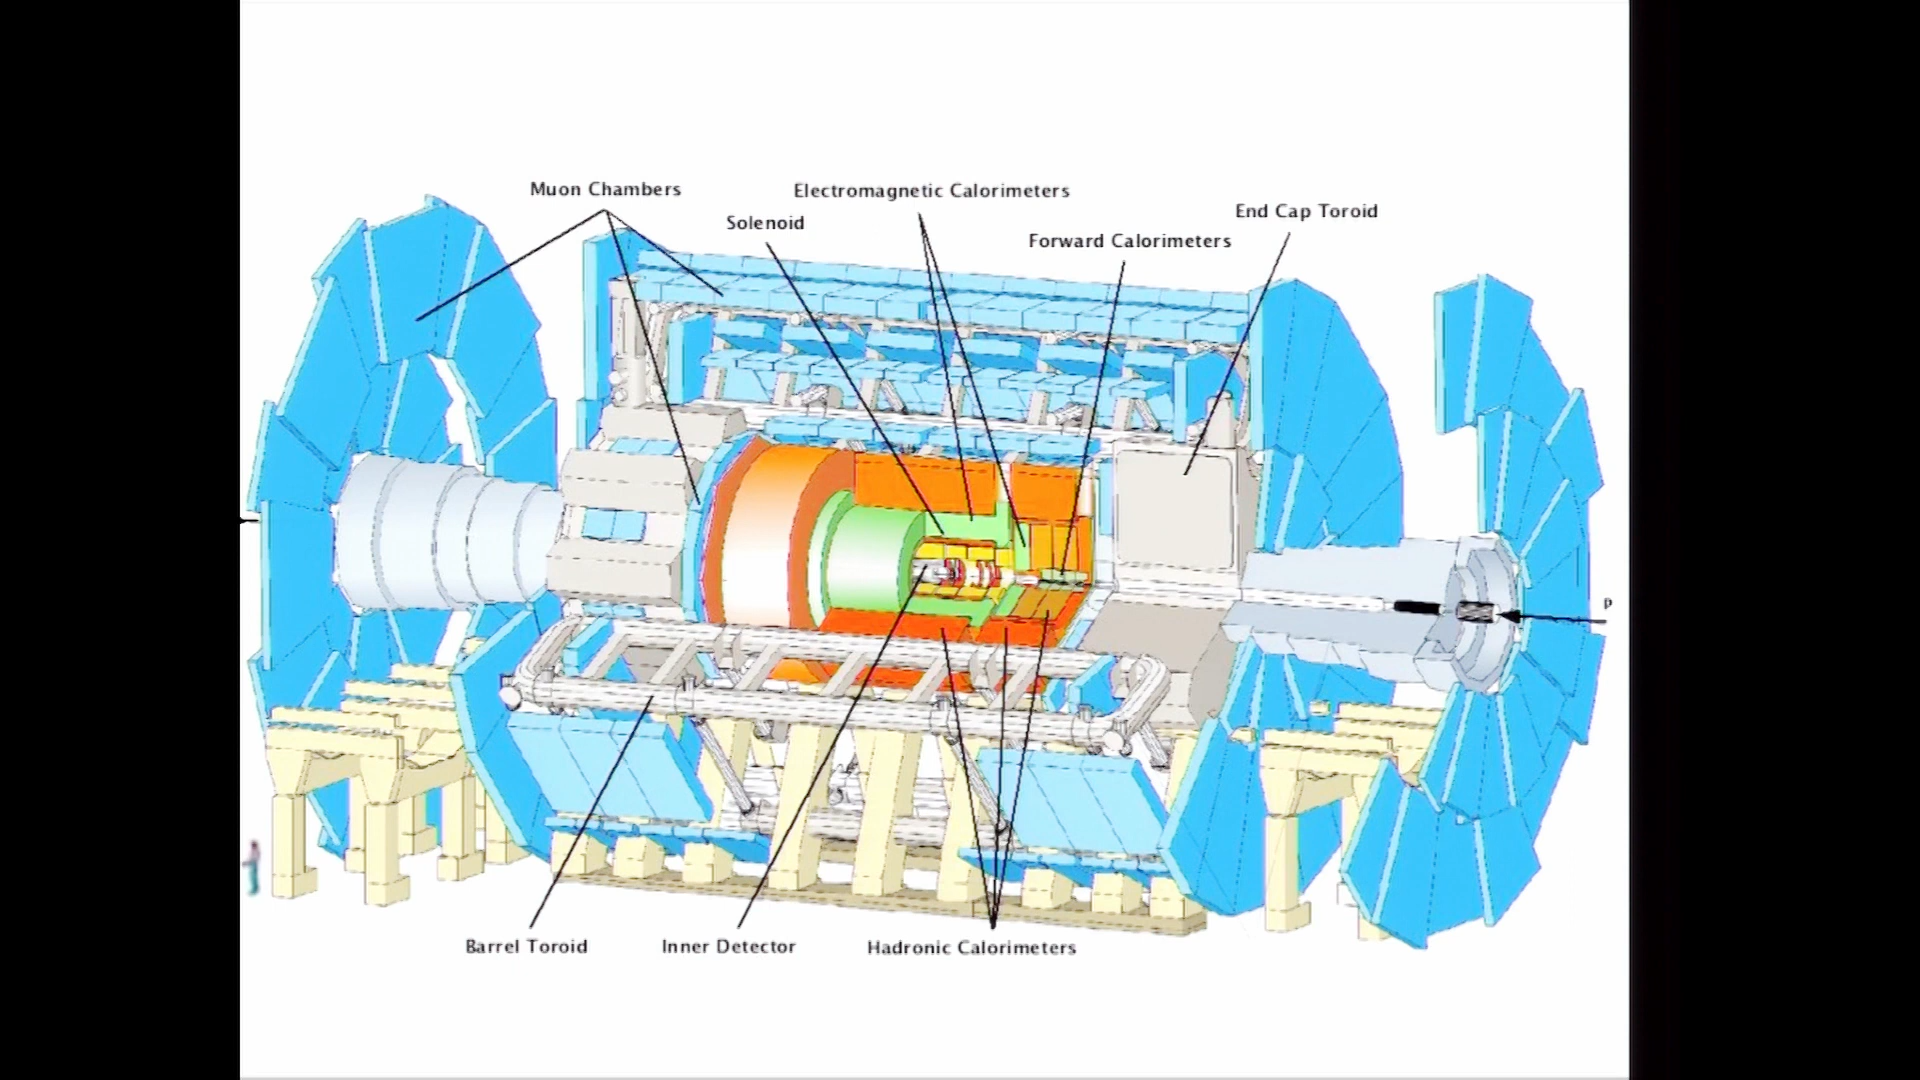 Muon Chambers
Electromagnetic Calorimeters
Solenoid
End Cap Toroid
Forward Calorimeters
p
Barrel Toroid
Inner Detector
Hadronic Calorimeters